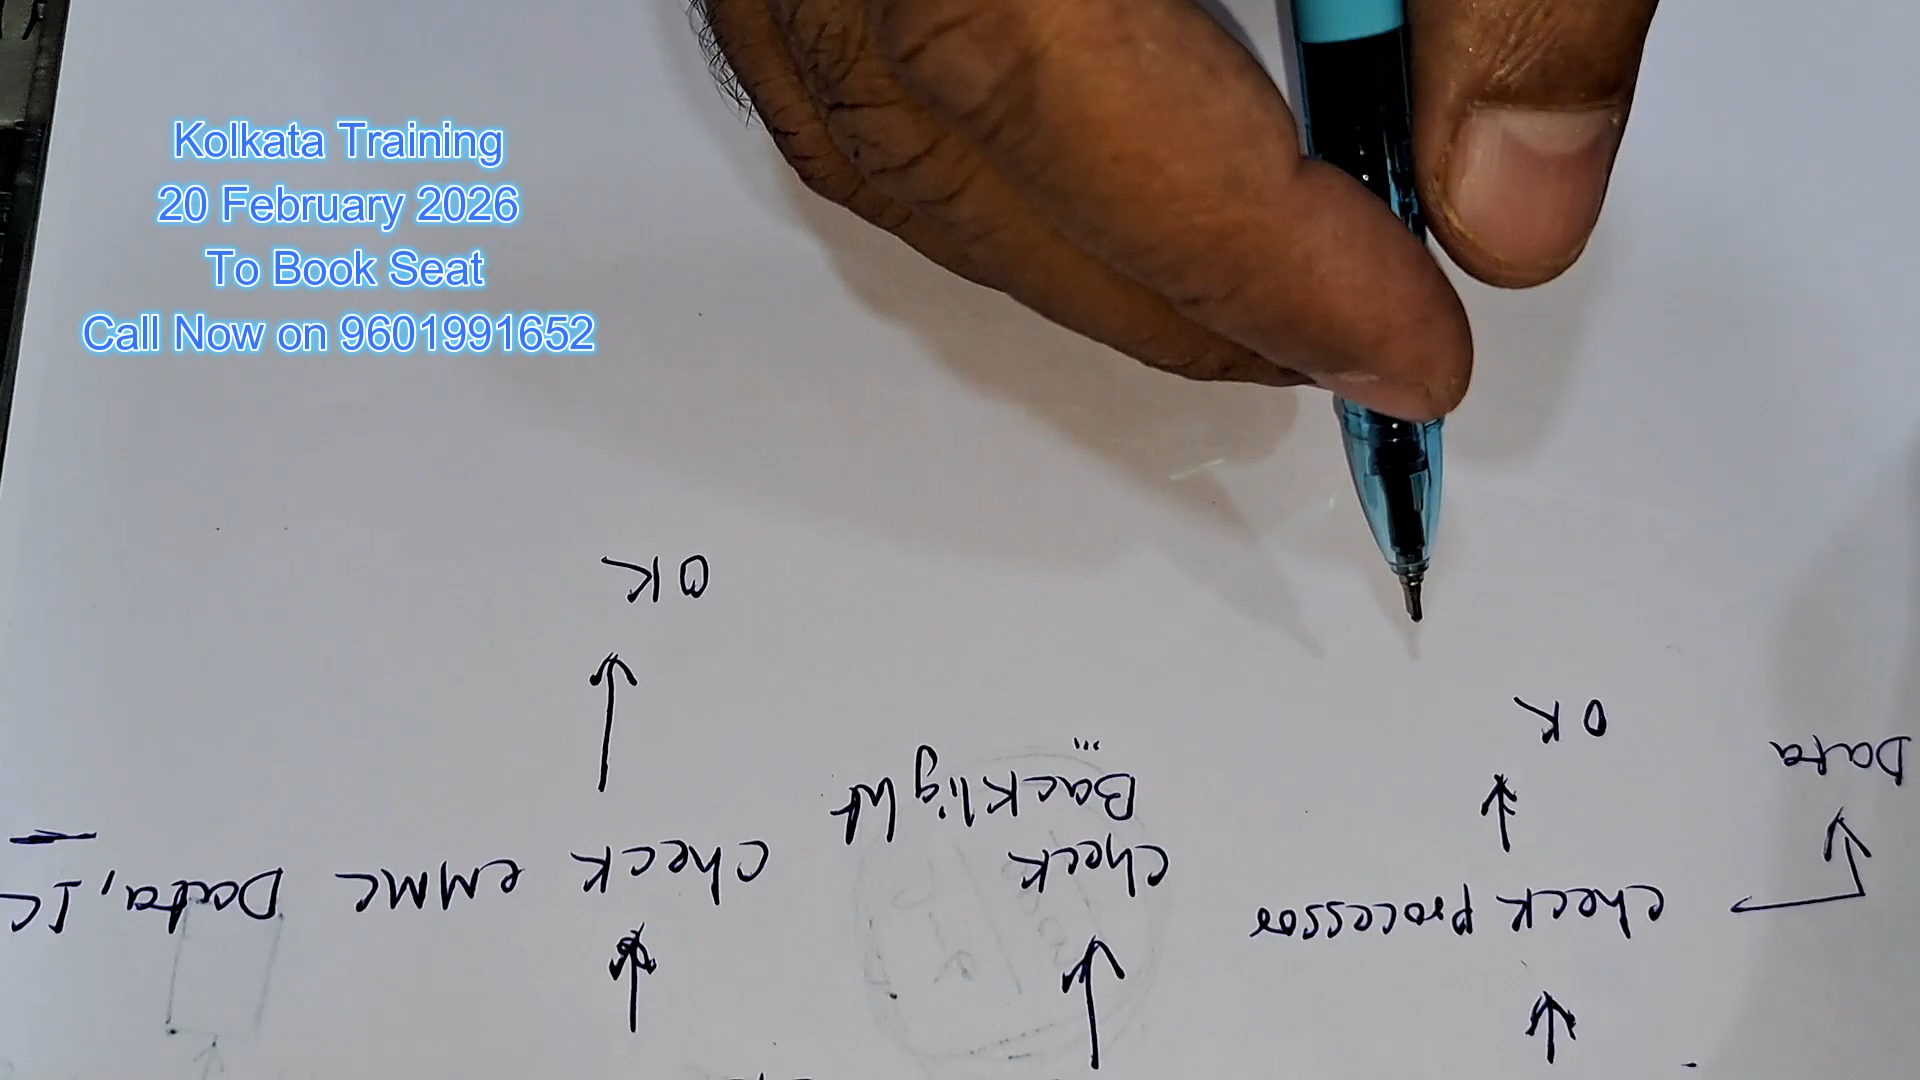 Kolkata Training
20 February 2026
To Book Seat
Call Now on 9601991652
Check Processor
Data
OK
Check
Backlight
Check eMMC Data, IC
OK